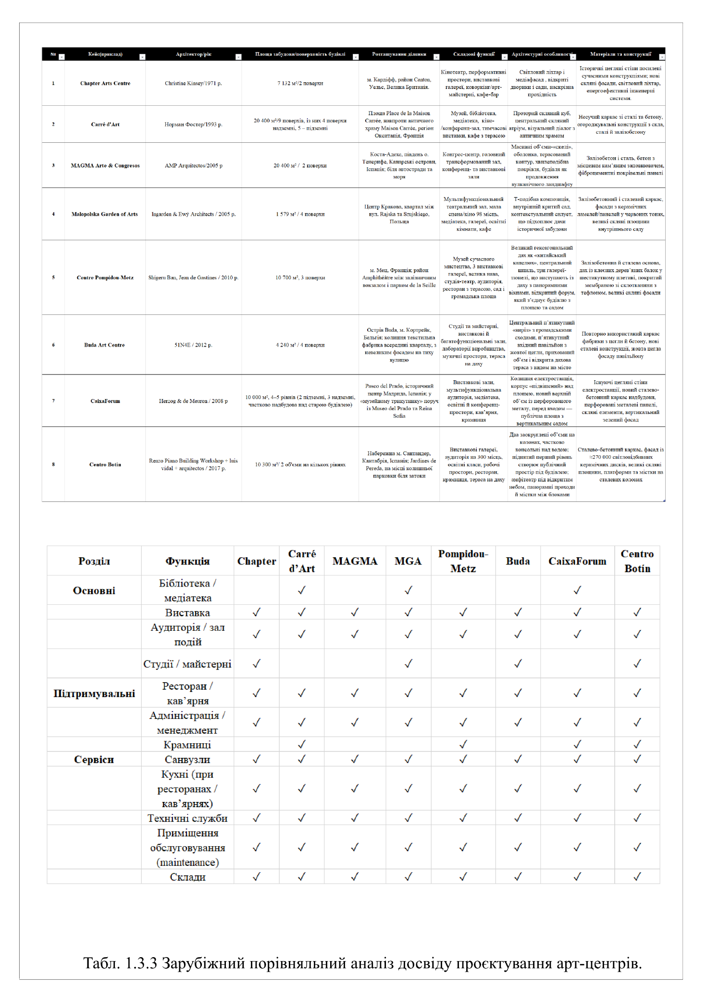 № Кейс(приклад) Архітектор/рік Площа забудови/поверховість будівлі Розташування ділянки Складові функції Архітектурні особливост Матеріали та конструкції
1
Chapter Arts Centre
Christine Kinsey/1971 р.
7 132 м²/2 поверхи
м. Кардіфф, район Canton,
Уельс, Велика Британія.
Кінотеатр, перформативні
простори, виставкові
галереї, коворкінг/арт-
майстерні, кафе-бар
Світловий ліхтар і
медіафасад , відкриті
дворики і сади, наскрізна
прохідність
Історичні цегляні стіни посилені
сучасними конструкціями; нові
скляні фасади, світловий ліхтар,
енергоефективні інженерні
системи.
2
Carré d'Art
Норман Фостер/1993 р.
20 400 м²/9 поверхів, із них 4 поверхи
надземні, 5 – підземні
Площа Place de la Maison
Carrée, навпроти античного
храму Maison Carrée, регіон
Окситанія, Франція
Музей, бібліотека,
медіатека, кіно-
/конференц-зал, тимчасові
виставки, кафе з терасою
Прозорий скляний куб,
центральний скляний
атріум, візуальний діалог з
античним храмом
Несучий каркас зі сталі та бетону,
огороджувальні конструкції з скла,
сталі й залізобетону
3
MAGMA Arte & Congresos
AMP Arquitectos/2005 р
20 400 м² / 2 поверхи
Коста-Адехе, південь о.
Тенерифе, Канарські острови,
Іспанія; біля автостради та
моря
Конгрес-центр, головний
трансформований зал,
конференц- та виставкові
зали
Масивні об’єми-«скелі»,
оболонка, терасований
контур, хвилеподібна
покрівля, будівля як
продовження
вулканічного ландшафту
Залізобетон і сталь, бетон з
місцевим кам’яним заповнювачем,
фіброцементні покрівельні панелі
4
Malopolska Garden of Arts
Ingarden & Ewý Architects / 2005 р.
1 579 м² / 4 поверхи
Центр Кракова, квартал між
вул. Rajska та Szujskiego,
Польща
Мультифункціональний
театральний зал, мала
сцена/кіно 98 місць,
медіатека, галереї, освітні
кімнати, кафе
Т-подібна композиція,
внутрішній критий сад,
контекстуальний силует,
що підхоплює дахи
історичної забудови
Залізобетонний і сталевий каркас,
фасади з керамічних
ламелей/панелей у червоних тонах,
великі скляні площини
внутрішнього саду
5
Centre Pompidou-Metz
Shigeru Ban, Jean de Gastines / 2010 р.
10 700 м², 3 поверхи
м. Мец, Франція; район
Amphithéâtre між залізничним
вокзалом і парком de la Seille
Музей сучасного
мистецтва, 3 виставкові
галереї, велика нава,
студія-театр, аудиторія,
ресторан з терасою, сад і
громадська площа
Великий гексагональний
дах як «китайський
капелюх», центральний
шпиль, три галереї-
тюнелі, що виступають із
даху з панорамними
вікнами, відкритий форум,
який з’єднує будівлю з
площею та садом
Залізобетонна й сталева основа,
дах із клеєних дерев’яних балок у
шестикутному плетиві, покритий
мембраною зі склотканини з
тефлоном, великі скляні фасади
6
Buda Art Centre
51N4E / 2012 р.
4 240 м² / 4 поверхи
Острів Buda, м. Кортрейк,
Бельгія; колишня текстильна
фабрика всередині кварталу, з
невеликим фасадом на тиху
вулицю
Студії та майстерні,
виставкові й
багатофункціональні зали,
лабораторії виробництва,
музичні простори, тераса
на даху
Центральний п’ятикутний
«виріз» з громадськими
сходами, п’ятикутний
вхідний павільйон з
жовтої цегли, прихований
об’єм і відкрита дахова
тераса з видом на місто
Повторно використаний каркас
фабрики з цегли й бетону, нові
сталеві конструкції, жовта цегла
фасаду павільйону
7
CaixaForum
Herzog & de Meuron / 2008 р
10 000 м², 4–5 рівнів (2 підземні, 3 надземні,
частково надбудова над старою будівлею)
Paseo del Prado, історичний
центр Мадрида, Іспанія; у
«музейному трикутнику» поруч
із Museo del Prado та Reina
Sofía
Виставкові зали,
мультифункціональна
аудиторія, медіатека,
освітні й конференц-
простори, кав’ярня,
крамниця
Колишня електростанція,
корпус «підвішений» над
площею, новий верхній
об’єм із перфорованого
металу, перед входом —
публічна площа з
вертикальним садом
Існуючі цегляні стіни
електростанції, новий сталево-
бетонний каркас надбудови,
перфоровані металеві панелі,
скляні елементи, вертикальний
зелений фасад
8
Centro Botín
Renzo Piano Building Workshop + luis
vidal + arquitectos / 2017 р.
10 300 м²/ 2 об'єми на кількох рівнях
Набережна м. Сантандер,
Кантабрія, Іспанія; Jardines de
Pereda, на місці колишньої
парковки біля затоки
Виставкові галереї,
аудиторія на 300 місць,
освітні класи, робочі
простори, ресторан,
крамниця, тераса на даху
Два заокруглені об’єми на
колонах, частково
консольні над водою;
піднятий перший рівень
створює публічний
простір під будівлею;
амфітеатр під відкритим
небом, панорамні проходи
й містки між блоками
Сталево-бетонний каркас, фасад із
≈270 000 світловідбивних
керамічних дисків, великі скляні
площини, платформи та містки на
сталевих колонах
Розділ Функція Chapter Carré d’Art MAGMA MGA Pompidou-Metz Buda CaixaForum Centro Botín
Основні Бібліотека /
медіатека ✓ ✓ ✓
Виставка ✓ ✓ ✓ ✓ ✓ ✓ ✓ ✓
Аудиторія / зал
подій ✓ ✓ ✓ ✓ ✓ ✓ ✓ ✓
Студії / майстерні ✓ ✓ ✓ ✓
Підтримувальні Ресторан /
кав’ярня ✓ ✓ ✓ ✓ ✓ ✓ ✓ ✓
Адміністрація /
менеджмент ✓ ✓ ✓ ✓ ✓ ✓ ✓ ✓
Крамниці ✓ ✓ ✓ ✓
Сервіси Санвузли ✓ ✓ ✓ ✓ ✓ ✓ ✓ ✓
Кухні (при
ресторанах /
кав’ярнях) ✓ ✓ ✓ ✓ ✓ ✓ ✓ ✓
Технічні служби ✓ ✓ ✓ ✓ ✓ ✓ ✓ ✓
Приміщення
обслуговування
(maintenance) ✓ ✓ ✓ ✓ ✓ ✓ ✓ ✓
Склади ✓ ✓ ✓ ✓ ✓ ✓ ✓ ✓
Табл. 1.3.3 Зарубіжний порівняльний аналіз досвіду проєктування арт-центрів.